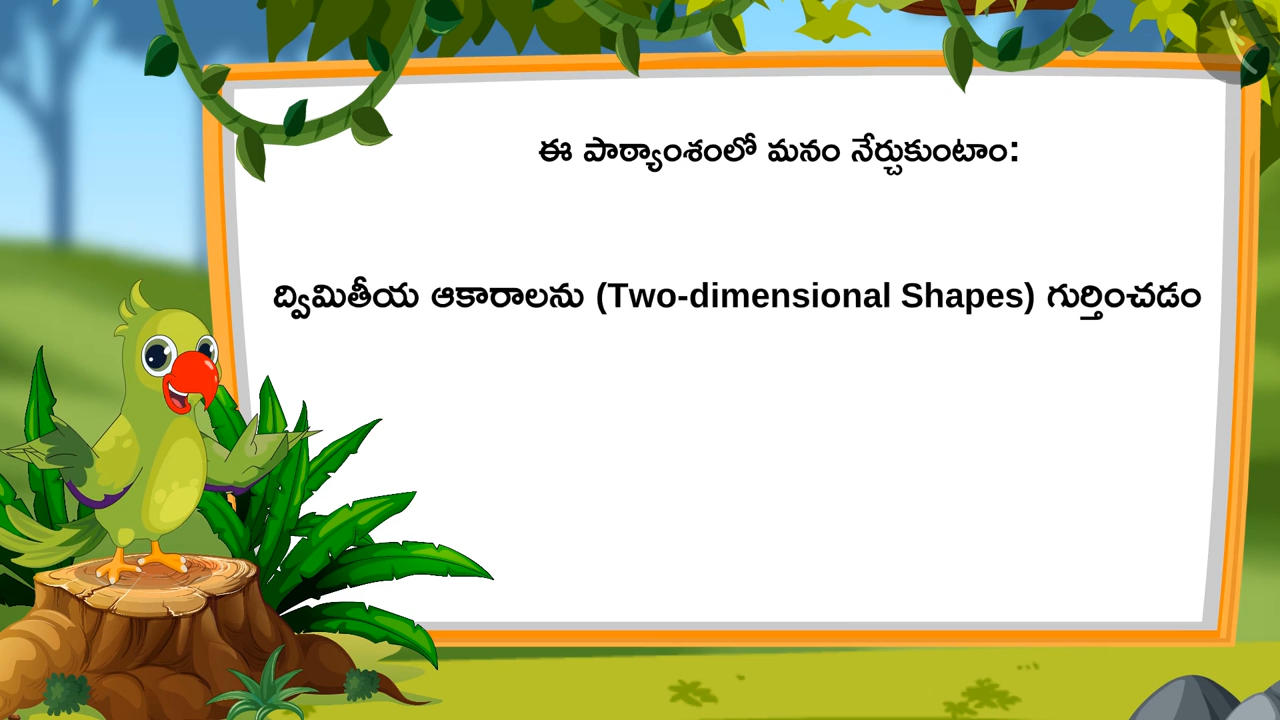 ఈ పాఠ్యాంశంలో మనం నేర్చుకుంటాం:
ద్విమితీయ ఆకారాలను (Two-dimensional Shapes) గుర్తించడం